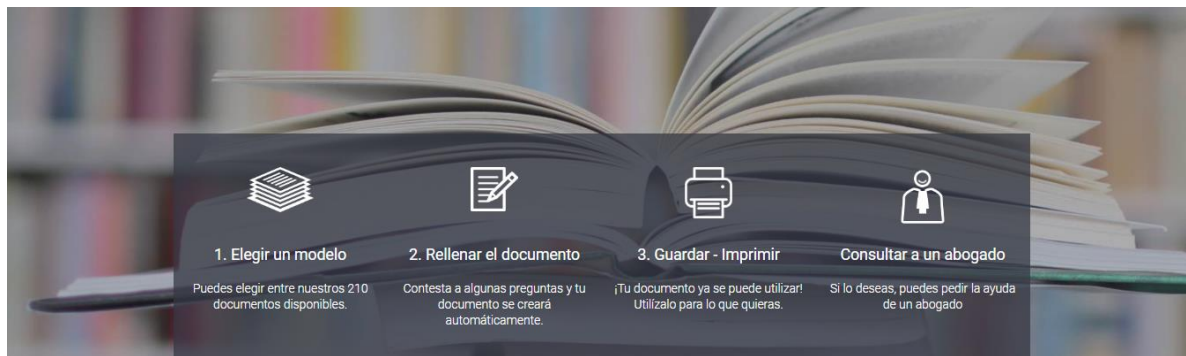 1. Elegir un modelo
Puedes elegir entre nuestros 210
documentos disponibles.
2. Rellenar el documento
Contesta a algunas preguntas y tu
documento se creará
automáticamente.
3. Guardar - Imprimir
¡Tu documento ya se puede utilizar!
Utilízalo para lo que quieras.
Consultar a un abogado
Si lo deseas, puedes pedir la ayuda
de un abogado